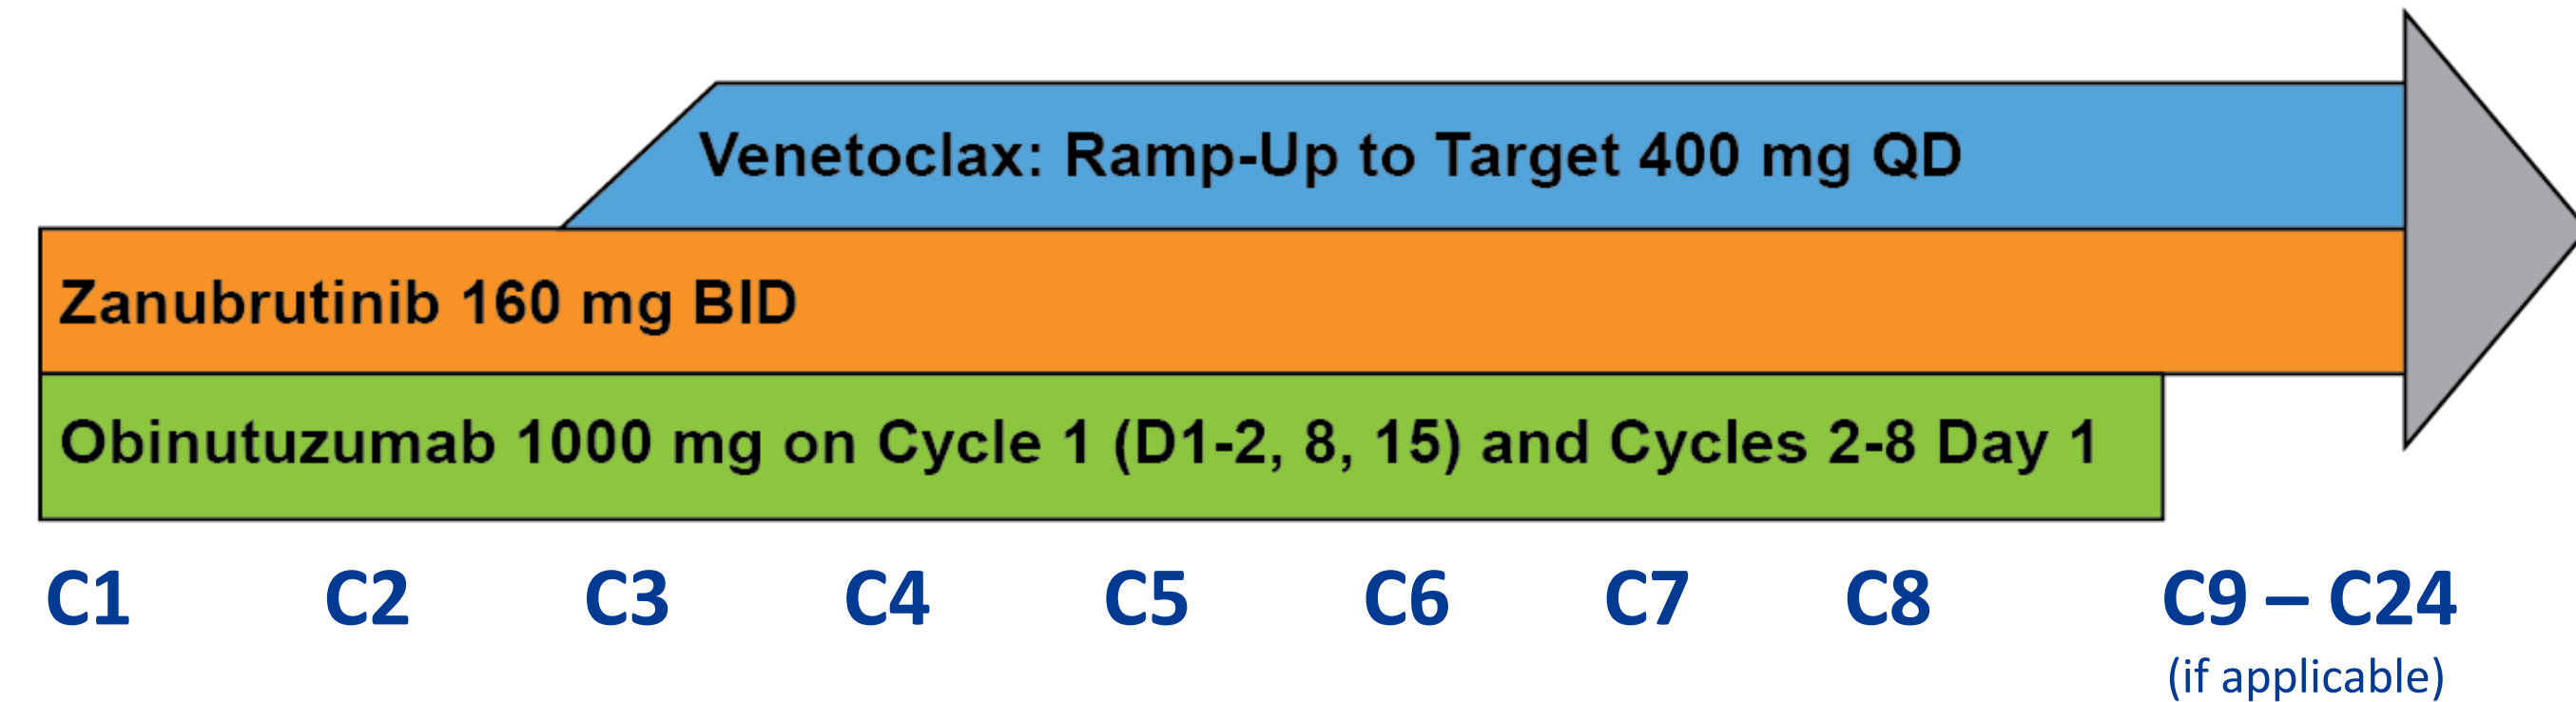 Venetoclax: Ramp-Up to Target 400 mg QD
Zanubrutinib 160 mg BID
Obinutuzumab 1000 mg on Cycle 1 (D1-2, 8, 15) and Cycles 2-8 Day 1
C1 C2 C3 C4 C5 C6 C7 C8 C9 – C24
(if applicable)